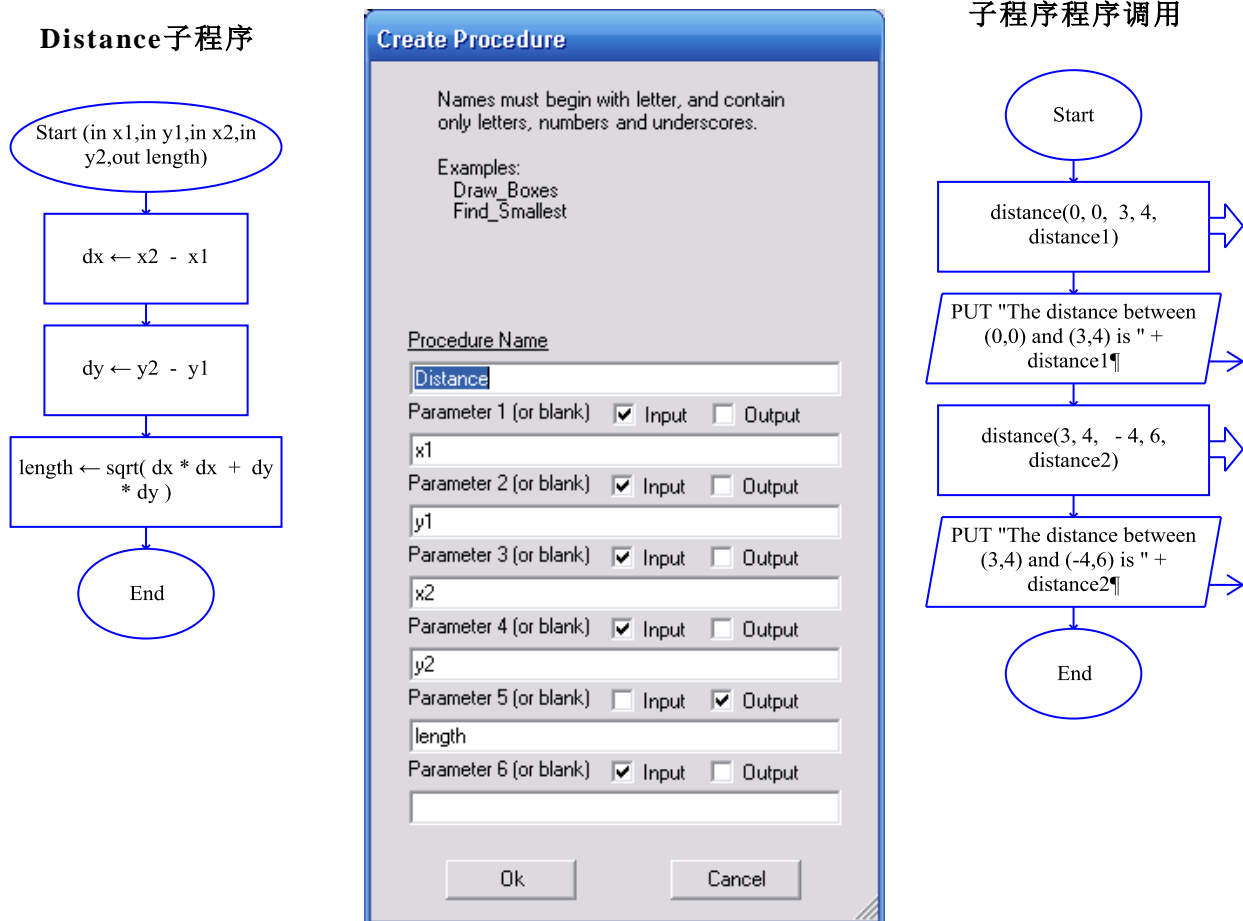 Distance子程序
Start (in x1,in y1,in x2,in
y2,out length)
dx ← x2 - x1
dy ← y2 - y1
length ← sqrt( dx * dx + dy
* dy )
End
Create Procedure
Names must begin with letter, and contain
only letters, numbers and underscores.
Examples:
Draw_Boxes
Find_Smallest
Procedure Name
Distance
Parameter 1 (or blank) Input Output
x1
Parameter 2 (or blank) Input Output
y1
Parameter 3 (or blank) Input Output
x2
Parameter 4 (or blank) Input Output
y2
Parameter 5 (or blank) Input Output
length
Parameter 6 (or blank) Input Output
Ok Cancel
子程序程序调用
Start
distance(0, 0, 3, 4,
distance1)
PUT "The distance between
(0,0) and (3,4) is " +
distance1¶
distance(3, 4, - 4, 6,
distance2)
PUT "The distance between
(3,4) and (-4,6) is " +
distance2¶
End